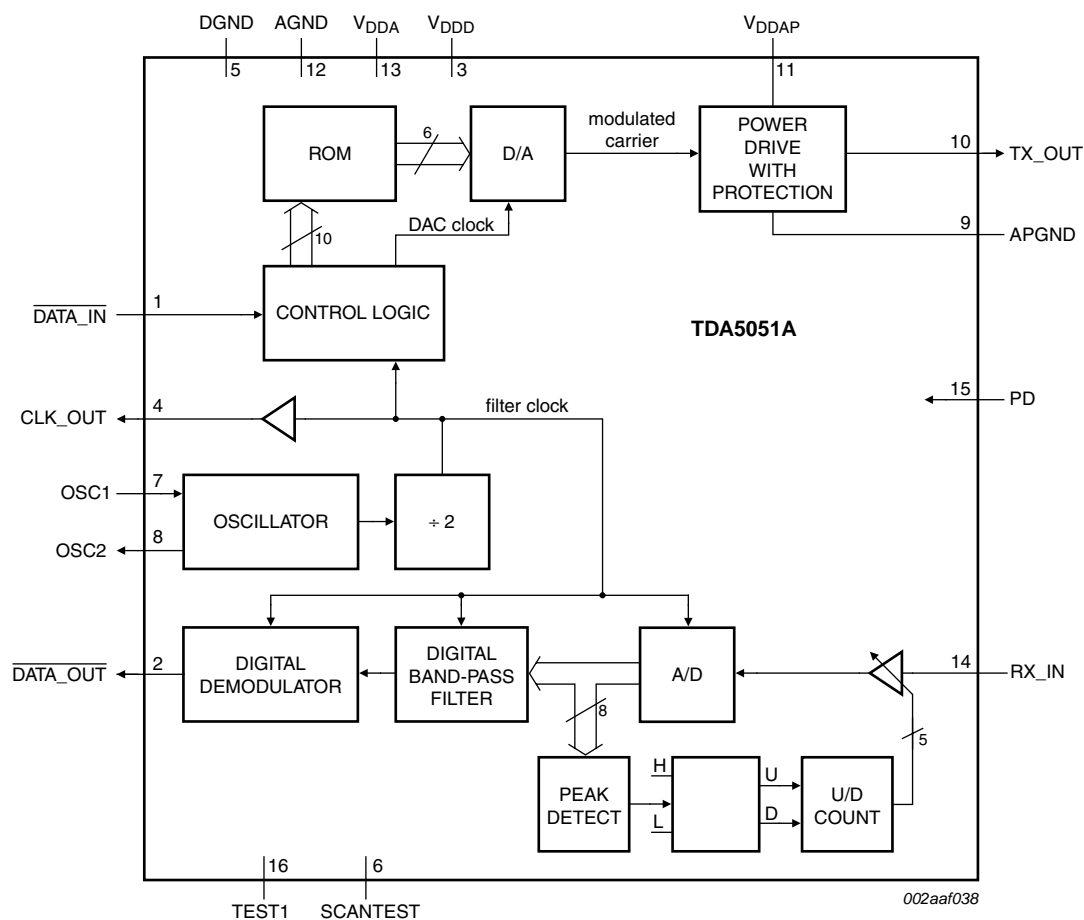 DGND AGND VDDA VDDD VDDAP
5 12 13 3 11
ROM
6
D/A
modulated
carrier
POWER
DRIVE
WITH
PROTECTION
10 TX_OUT
9 APGND
10
DAC clock
DATA_IN 1
CONTROL LOGIC
TDA5051A
CLK_OUT 4
filter clock
15 PD
OSC1 7
OSCILLATOR
÷ 2
OSC2 8
DATA_OUT 2
DIGITAL
DEMODULATOR
DIGITAL
BAND-PASS
FILTER
A/D
14 RX_IN
8
5
PEAK
DETECT
H
L
U
D
U/D
COUNT
16 6
TEST1 SCANTEST
002aaf038